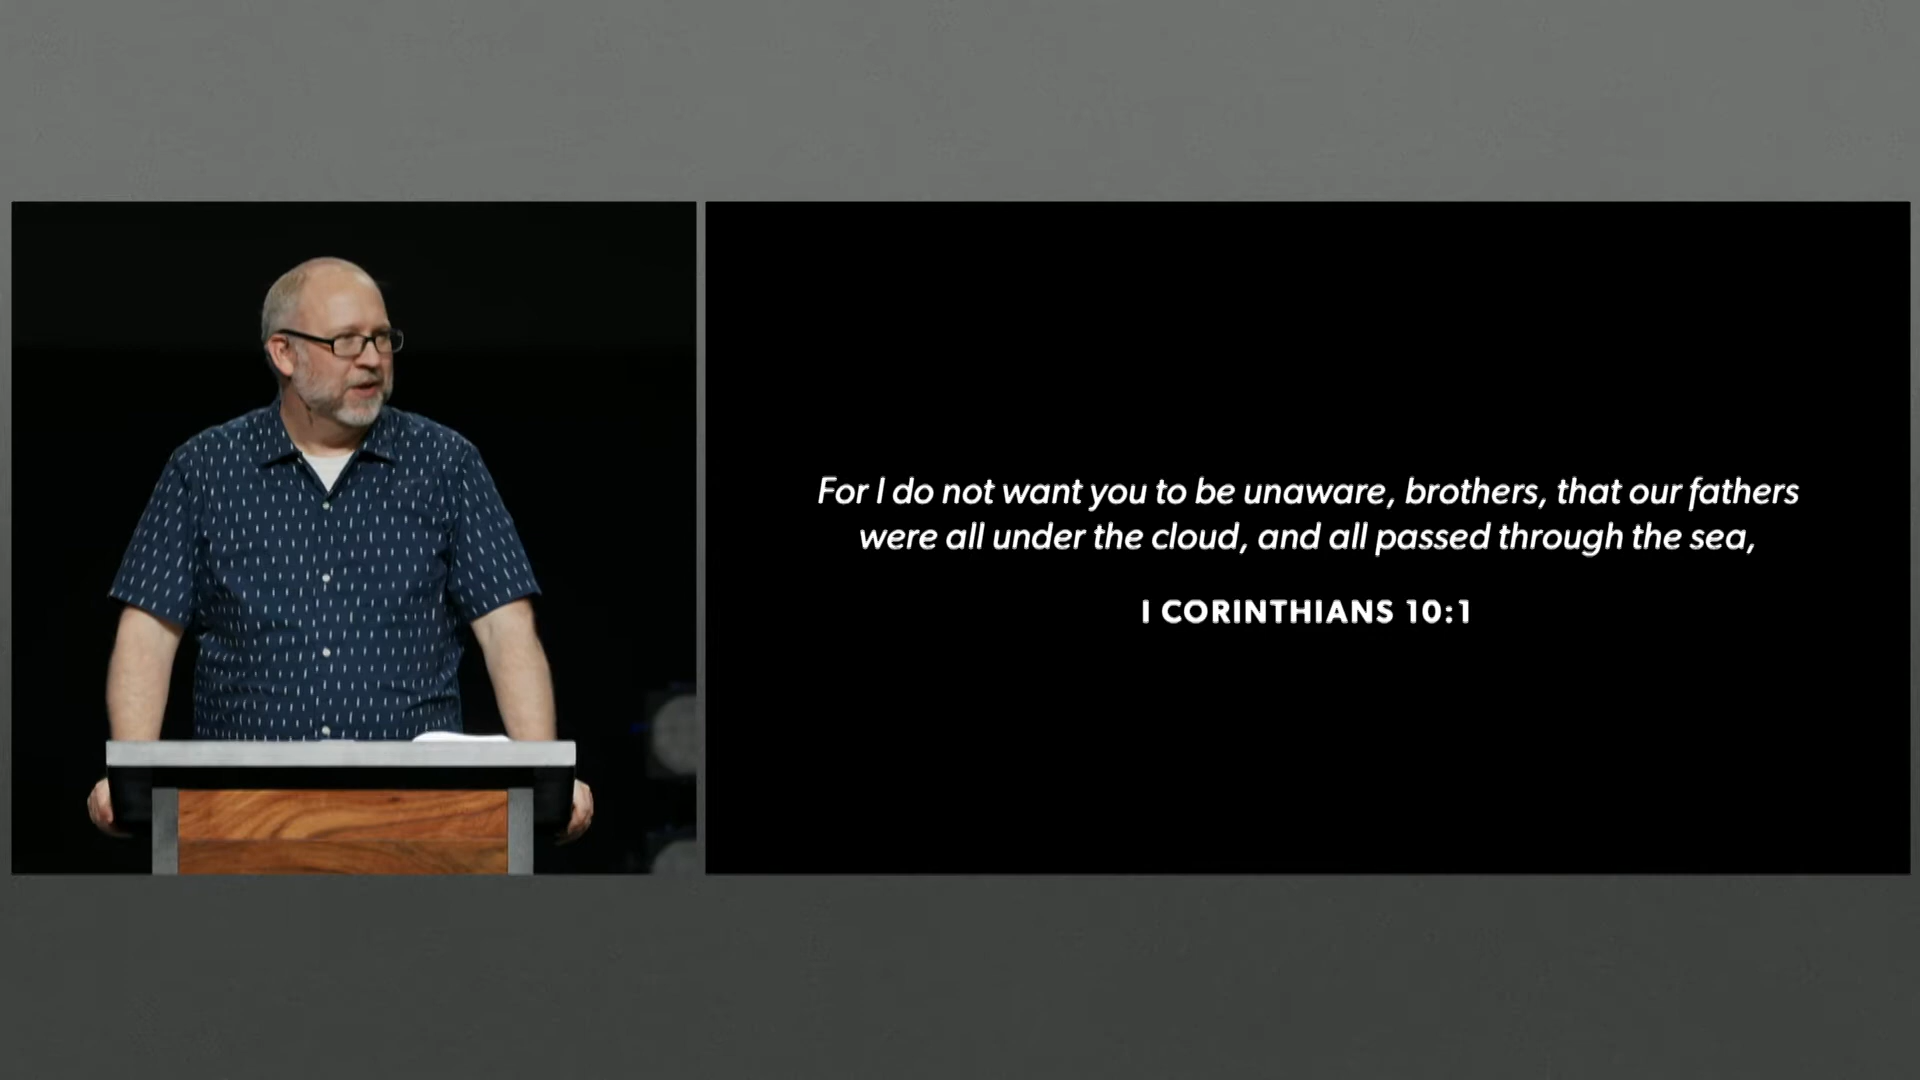 For I do not want you to be unaware, brothers, that our fathers
were all under the cloud, and all passed through the sea,
I CORINTHIANS 10:1